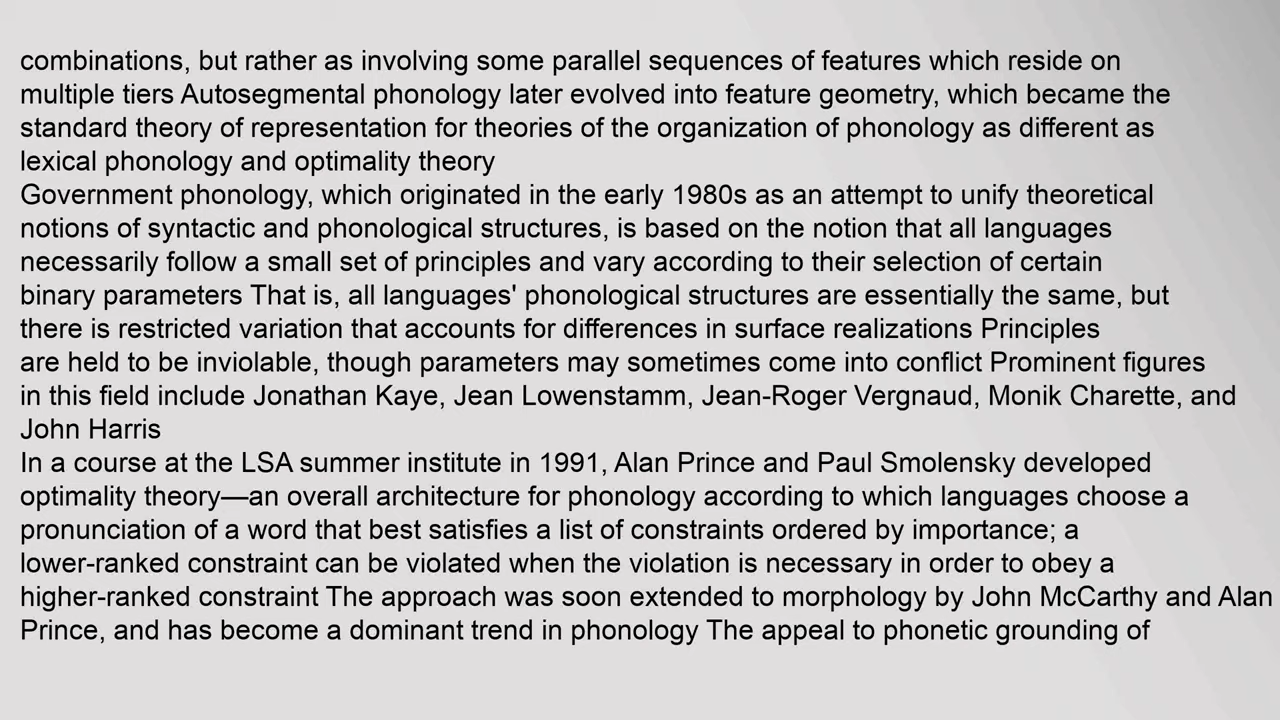 combinations, but rather as involving some parallel sequences of features which reside on
multiple tiers Autosegmental phonology later evolved into feature geometry, which became the
standard theory of representation for theories of the organization of phonology as different as
lexical phonology and optimality theory
Government phonology, which originated in the early 1980s as an attempt to unify theoretical
notions of syntactic and phonological structures, is based on the notion that all languages
necessarily follow a small set of principles and vary according to their selection of certain
binary parameters That is, all languages' phonological structures are essentially the same, but
there is restricted variation that accounts for differences in surface realizations Principles
are held to be inviolable, though parameters may sometimes come into conflict Prominent figures
in this field include Jonathan Kaye, Jean Lowenstamm, Jean-Roger Vergnaud, Monik Charette, and
John Harris
In a course at the LSA summer institute in 1991, Alan Prince and Paul Smolensky developed
optimality theory—an overall architecture for phonology according to which languages choose a
pronunciation of a word that best satisfies a list of constraints ordered by importance; a
lower-ranked constraint can be violated when the violation is necessary in order to obey a
higher-ranked constraint The approach was soon extended to morphology by John McCarthy and Alan
Prince, and has become a dominant trend in phonology The appeal to phonetic grounding of